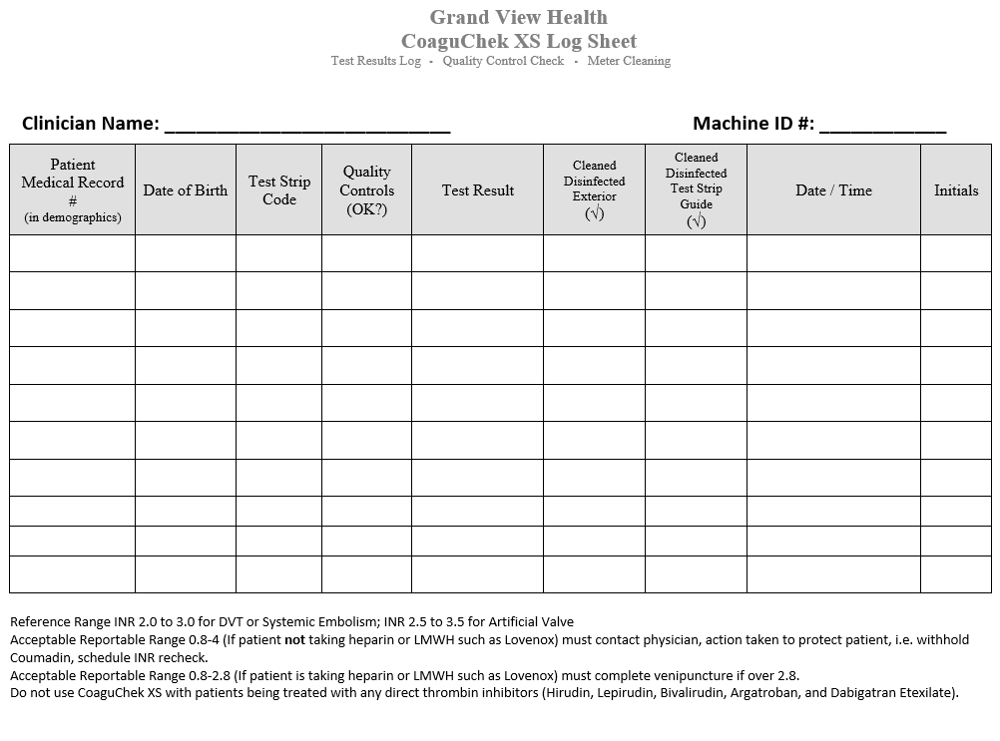 Grand View Health
CoaguChek XS Log Sheet
Test Results Log - Quality Control Check - Meter Cleaning
Clinician Name: ___________________________ Machine ID #: ____________
Patient
Medical Record
#
(in demographics)
Date of Birth
Test Strip
Code
Quality
Controls
(OK?)
Test Result
Cleaned
Disinfected
Exterior
(√)
Cleaned
Disinfected
Test Strip
Guide
(√)
Date / Time
Initials
Reference Range INR 2.0 to 3.0 for DVT or Systemic Embolism; INR 2.5 to 3.5 for Artificial Valve
Acceptable Reportable Range 0.8-4 (If patient not taking heparin or LMWH such as Lovenox) must contact physician, action taken to protect patient, i.e. withhold
Coumadin, schedule INR recheck.
Acceptable Reportable Range 0.8-2.8 (If patient is taking heparin or LMWH such as Lovenox) must complete venipuncture if over 2.8.
Do not use CoaguChek XS with patients being treated with any direct thrombin inhibitors (Hirudin, Lepirudin, Bivalirudin, Argatroban, and Dabigatran Etexilate).